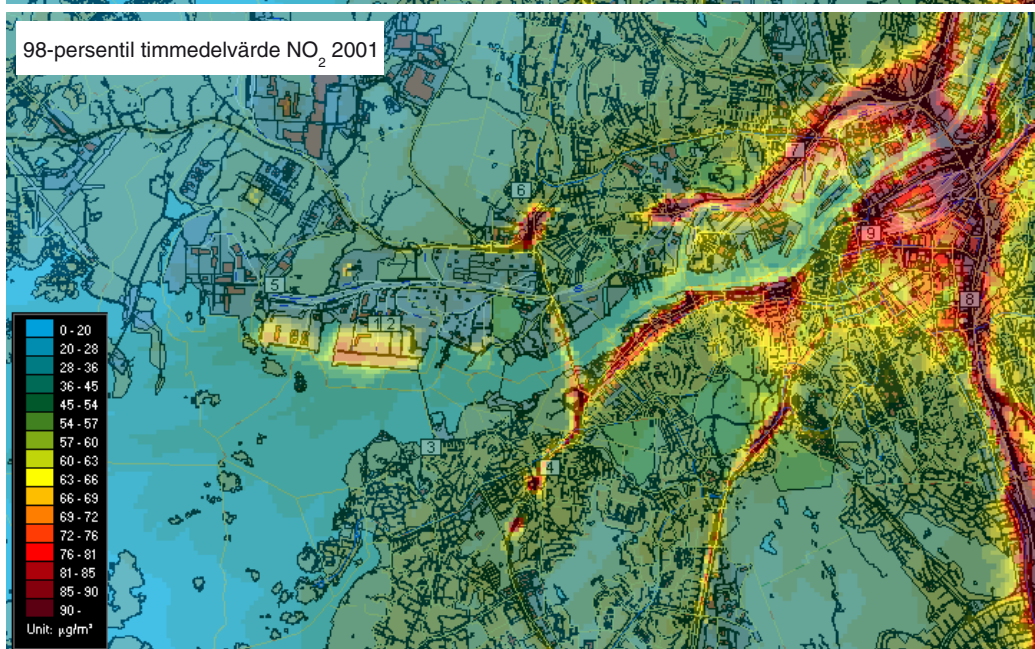 98-persentil timmedelvärde NO2 2001
6
7
9
5
8
1 2
3
4
0 - 20
20 - 28
28 - 36
36 - 45
45 - 54
54 - 57
57 - 60
60 - 63
63 - 66
66 - 69
69 - 72
72 - 76
76 - 81
81 - 85
85 - 90
90 -
Unit: µg/m³